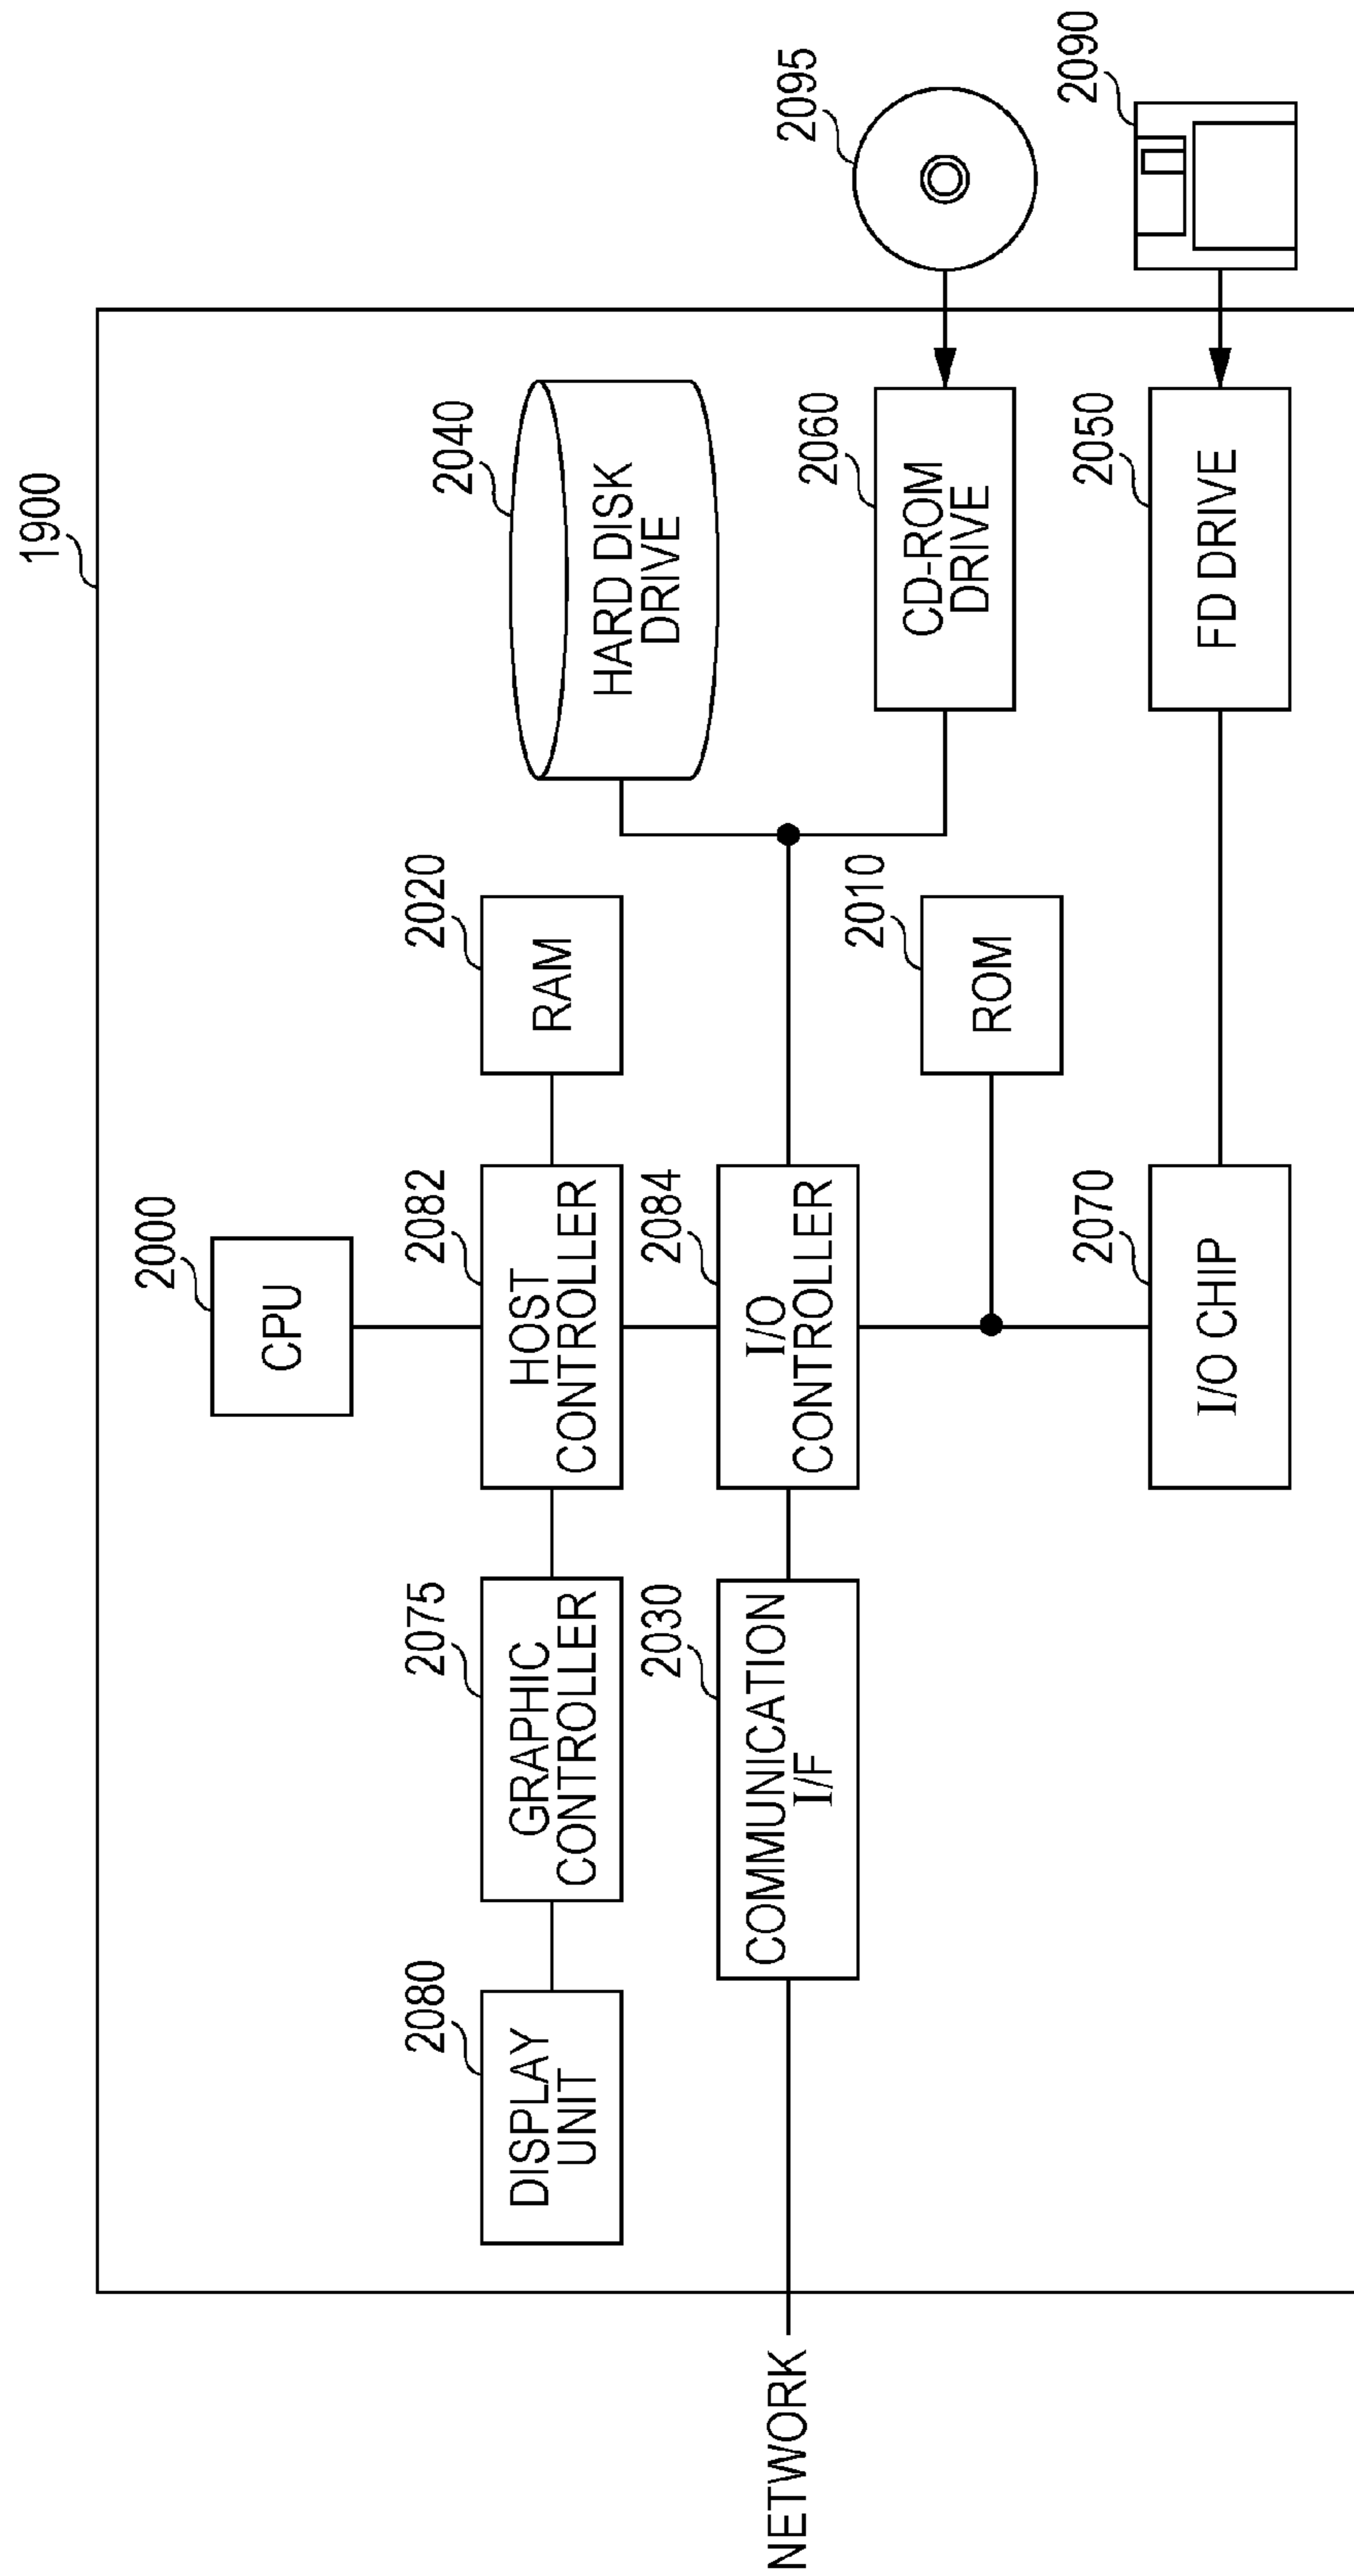 1900
2000
CPU
2080
DISPLAY
UNIT
2075
GRAPHIC
CONTROLLER
2082
HOST
CONTROLLER
2020
RAM
2040
HARD DISK
DRIVE
2030
COMMUNICATION
I/F
2084
I/O
CONTROLLER
NETWORK
2095
2060
CD-ROM
DRIVE
2010
ROM
2070
I/O CHIP
2050
FD DRIVE
2090